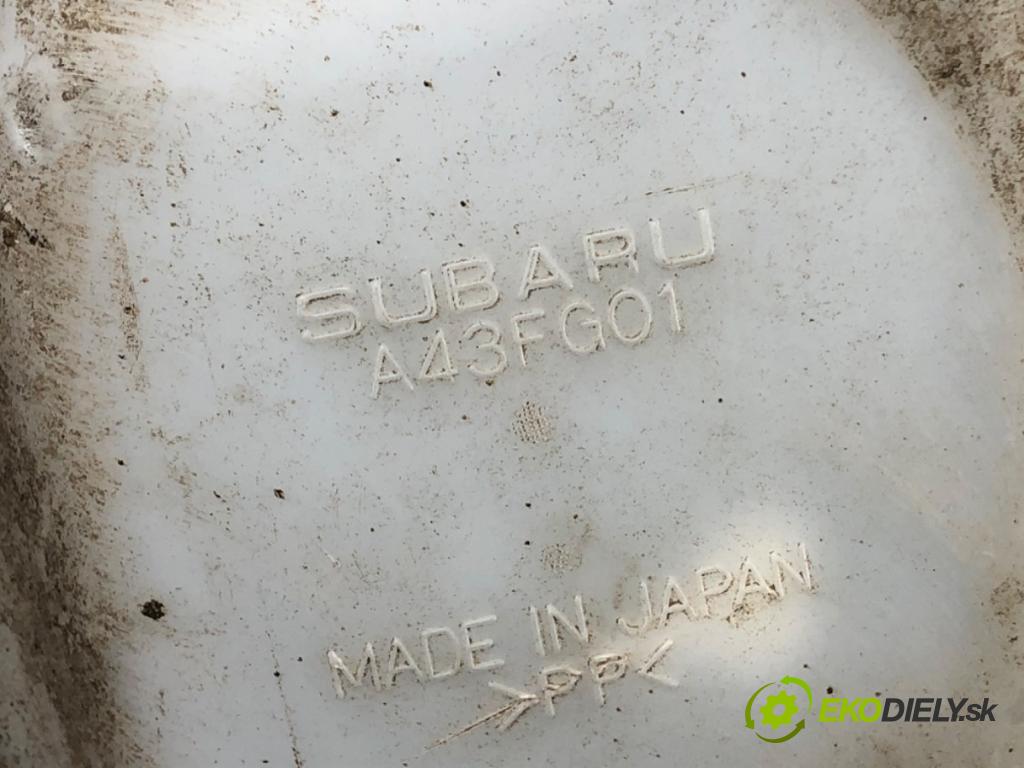 SUBARU
A43FG01
MADE IN JAPAN
>PP<
EKODIELY.sk